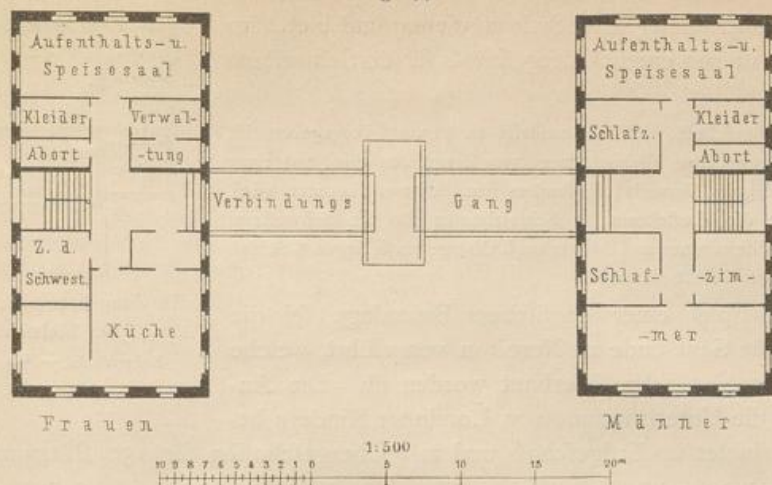 Aufenthalts-u.
Speisesaal
Kleider
Verwal-
Abort
-tung
Z. d.
Schwest.
Küche
Frauen
Verbindungs Gang
Aufenthalts-u.
Speisesaal
Schlafz.
Kleider
Abort
Schlaf- -zim-
-mer
Männer
1:500
10 9 8 7 6 5 4 3 2 1 0 5 10 15 20m